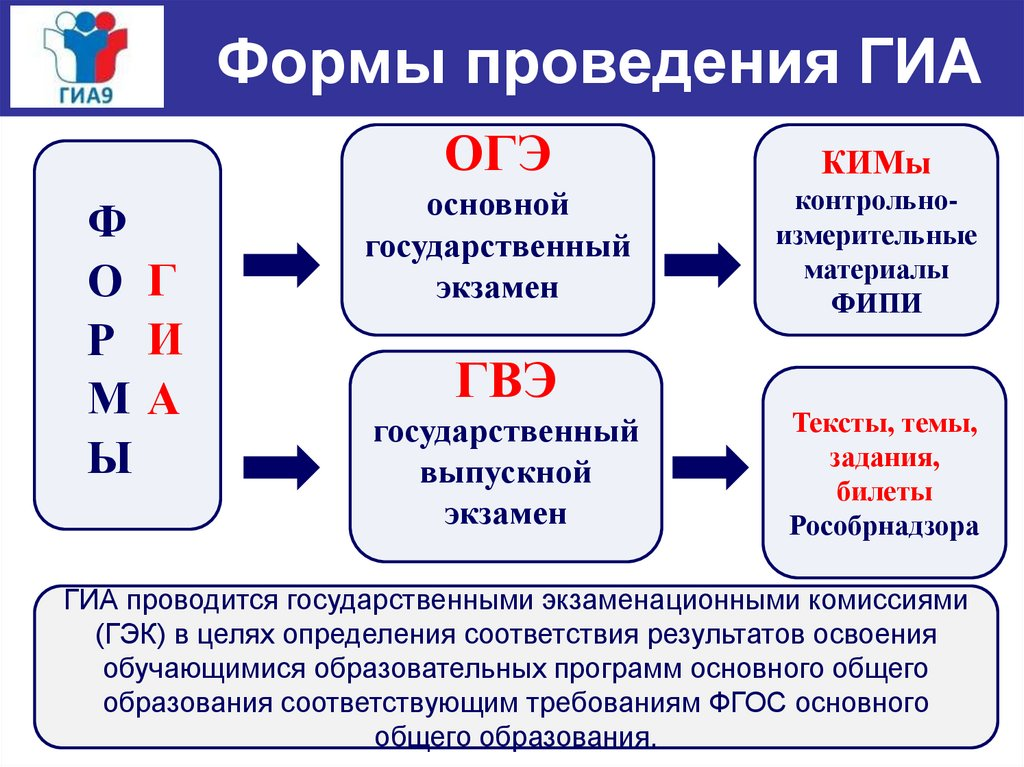 ГИА9
Формы проведения ГИА
Ф
О
Р
М
Ы
Г
И
А
ОГЭ
основной
государственный
экзамен
КИМы
контрольно-
измерительные
материалы
ФИПИ
ГВЭ
государственный
выпускной
экзамен
Тексты, темы,
задания,
билеты
Рособрнадзора
ГИА проводится государственными экзаменационными комиссиями
(ГЭК) в целях определения соответствия результатов освоения
обучающимися образовательных программ основного общего
образования соответствующим требованиям ФГОС основного
общего образования.